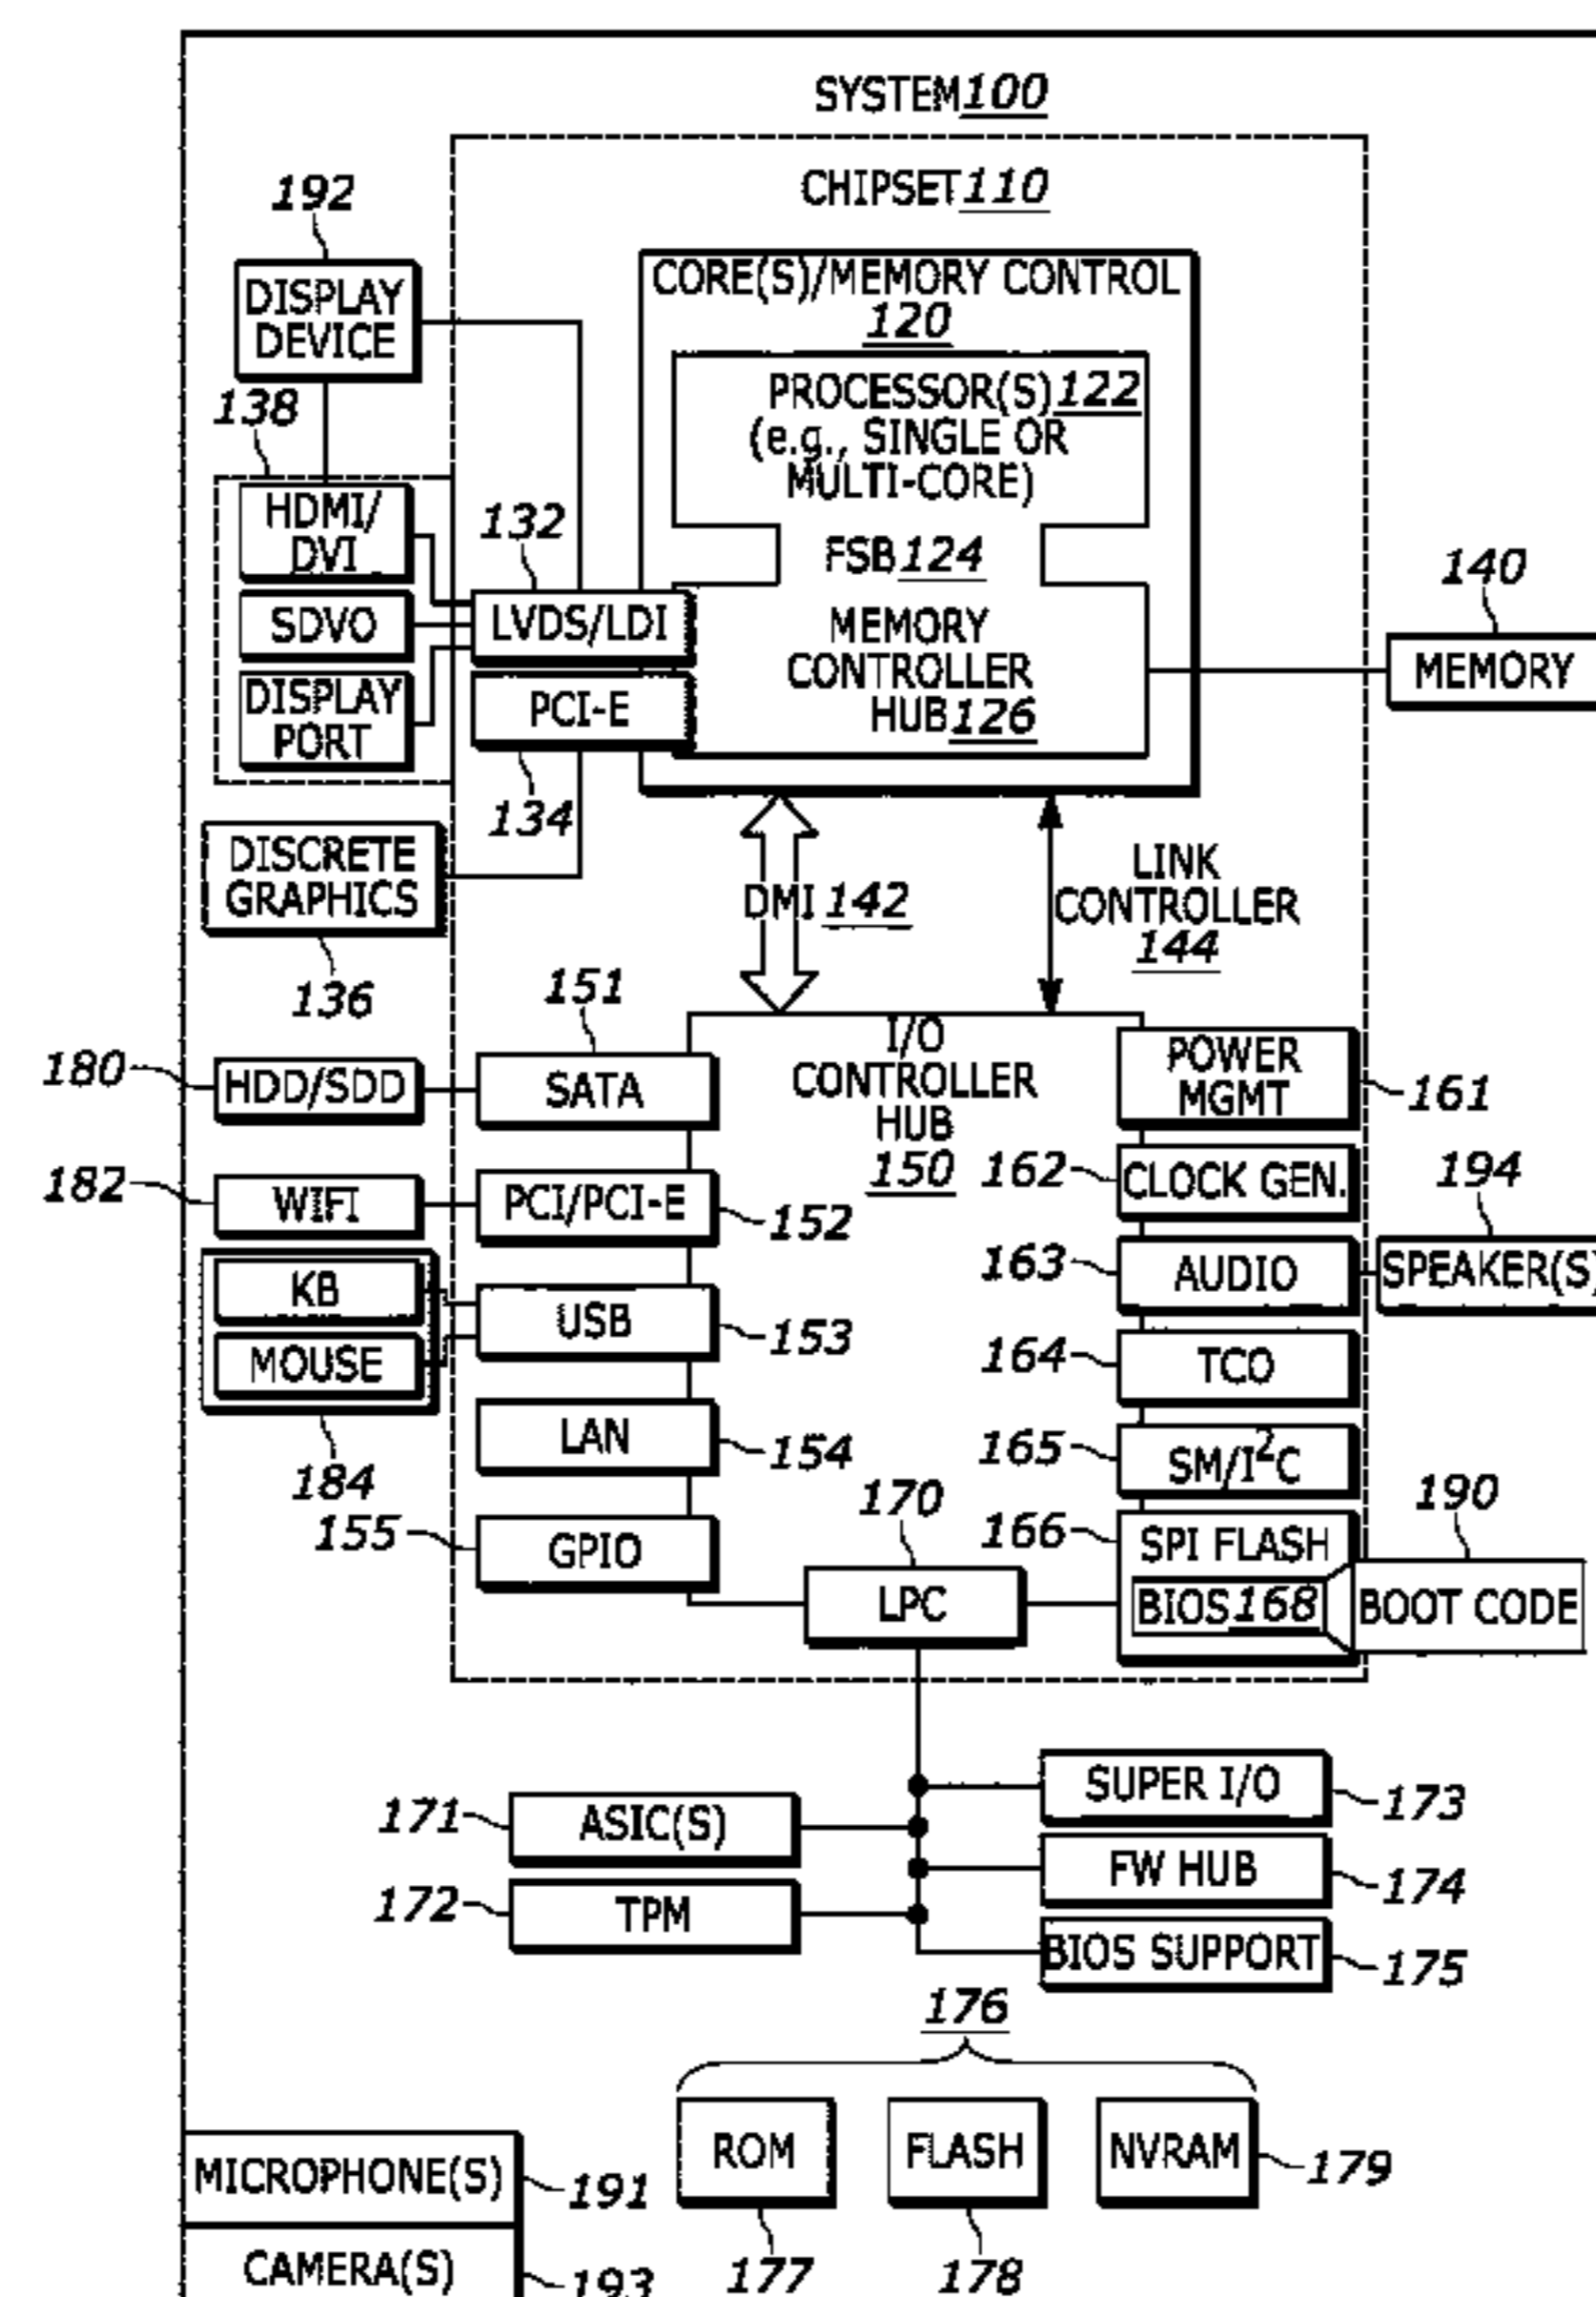 SYSTEM 100
CHIPSET 110
192
DISPLAY
DEVICE
CORE(S)/MEMORY CONTROL
120
PROCESSOR(S) 122
(e.g., SINGLE OR
MULTI-CORE)
138
HDMI/
DVI
132
FSB 124
140
SDVO
LVDS/LDI
MEMORY
CONTROLLER
HUB 126
MEMORY
DISPLAY
PORT
PCI-E
134
DISCRETE
GRAPHICS
136
DMI 142
LINK
CONTROLLER
144
151
I/O
CONTROLLER
HUB
150
POWER
MGMT
161
180
HDD/SDD
SATA
162
CLOCK GEN.
194
182
WIFI
PCI/PCI-E
152
163
AUDIO
SPEAKER(S)
KB
USB
153
MOUSE
164
TCO
184
LAN
154
165
SM/I²C
170
190
155
GPIO
166
SPI FLASH
LPC
BIOS 168
BOOT CODE
SUPER I/O
173
171
ASIC(S)
FW HUB
174
172
TPM
BIOS SUPPORT
175
176
ROM
FLASH
NVRAM
179
MICROPHONE(S)
191
177
178
CAMERA(S)
193